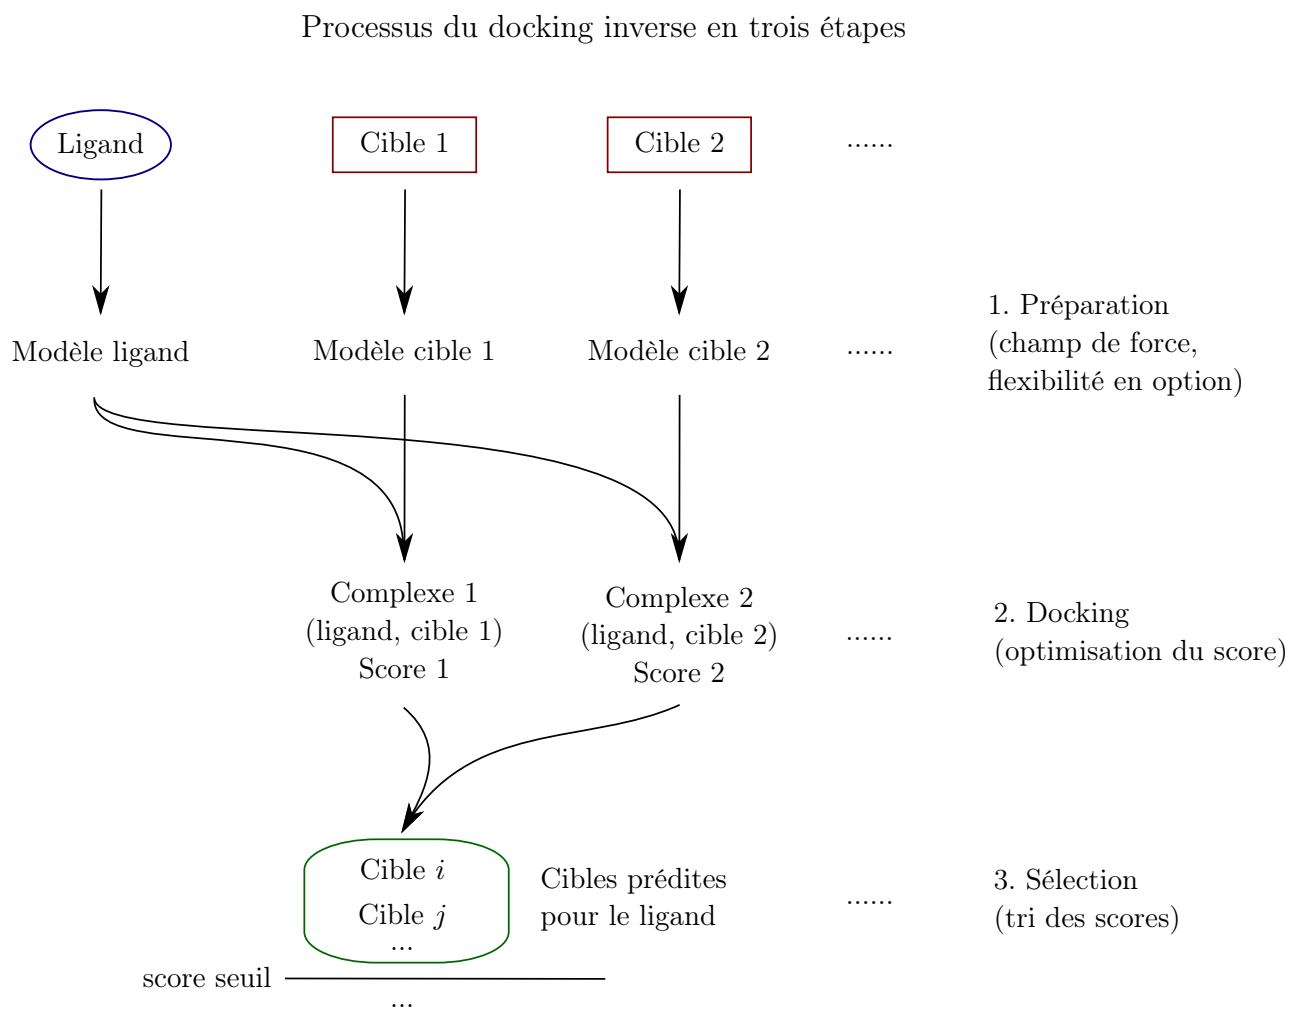 Processus du docking inverse en trois étapes
Ligand
Cible 1
Cible 2
......
Modèle ligand
Modèle cible 1
Modèle cible 2
......
1. Préparation
(champ de force,
flexibilité en option)
Complexe 1
(ligand, cible 1)
Score 1
Complexe 2
(ligand, cible 2)
Score 2
......
2. Docking
(optimisation du score)
Cible i
Cible j
...
Cibles prédites
pour le ligand
......
3. Sélection
(tri des scores)
score seuil
...